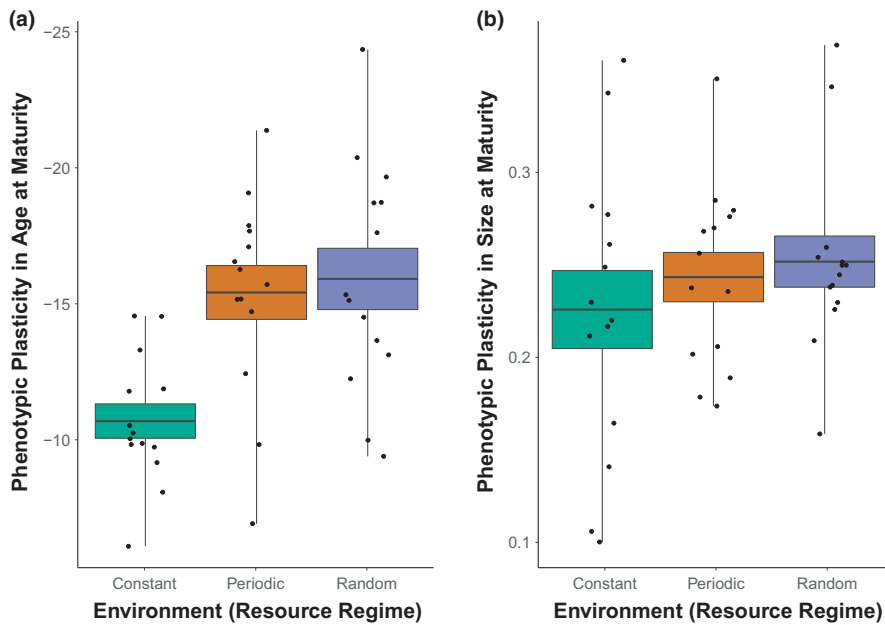 (a)
Phenotypic Plasticity in Age at Maturity
−25
−20
−15
−10
Constant
Periodic
Random
Environment (Resource Regime)
(b)
Phenotypic Plasticity in Size at Maturity
0.3
0.2
0.1
Constant
Periodic
Random
Environment (Resource Regime)